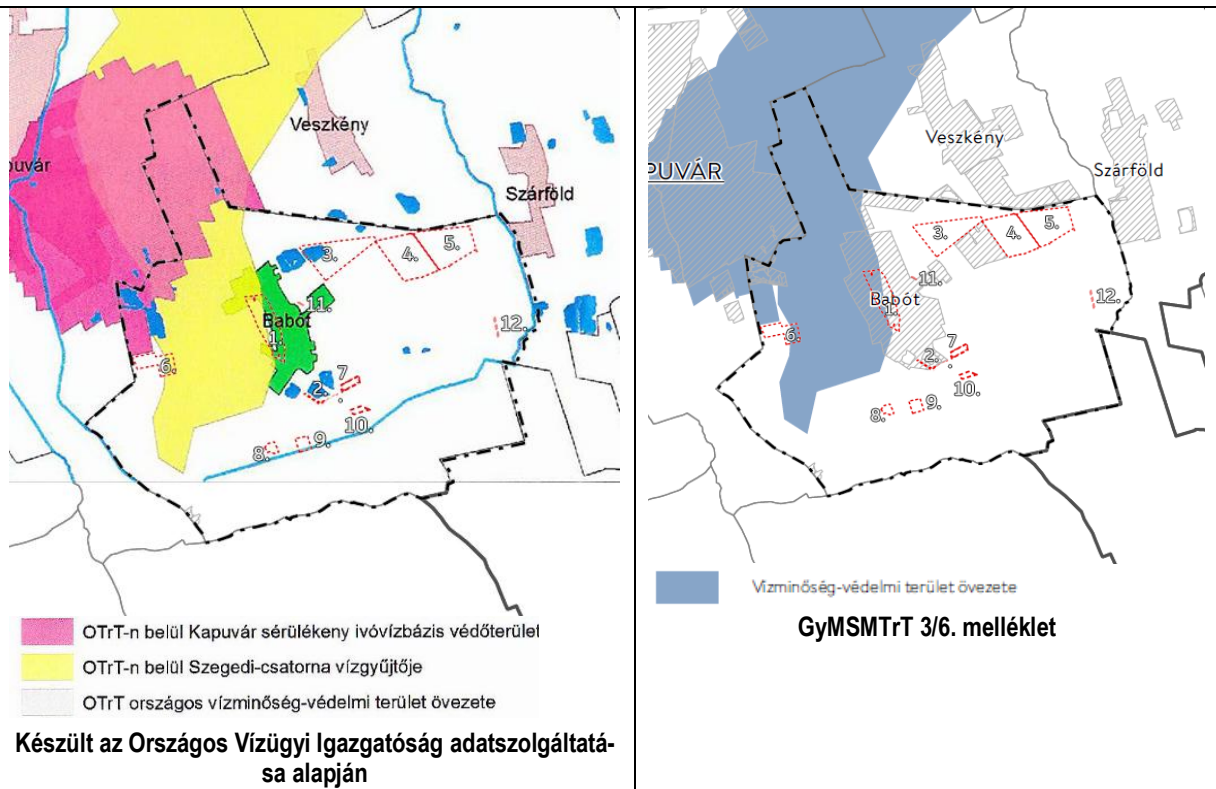 Veszkény
puvár
Szárföld
3.
4.
5.
11.
Babót
1.
12.
6.
7
2.
10.
8.
9.
OTrT-n belül Kapuvár sérülékeny ivóvízbázis védőterület
OTrT-n belül Szegedi-csatorna vízgyűjtője
OTrT országos vízminőség-védelmi terület övezete
Készült az Országos Vízügyi Igazgatóság adatszolgáltatá-
sa alapján
Veszkény
PUVÁR
Szárföld
3.
4.
5.
11.
Babót
1.
12.
6.
7
2.
10.
8.
9.
Vízminőség-védelmi terület övezete
GyMSMTrT 3/6. melléklet